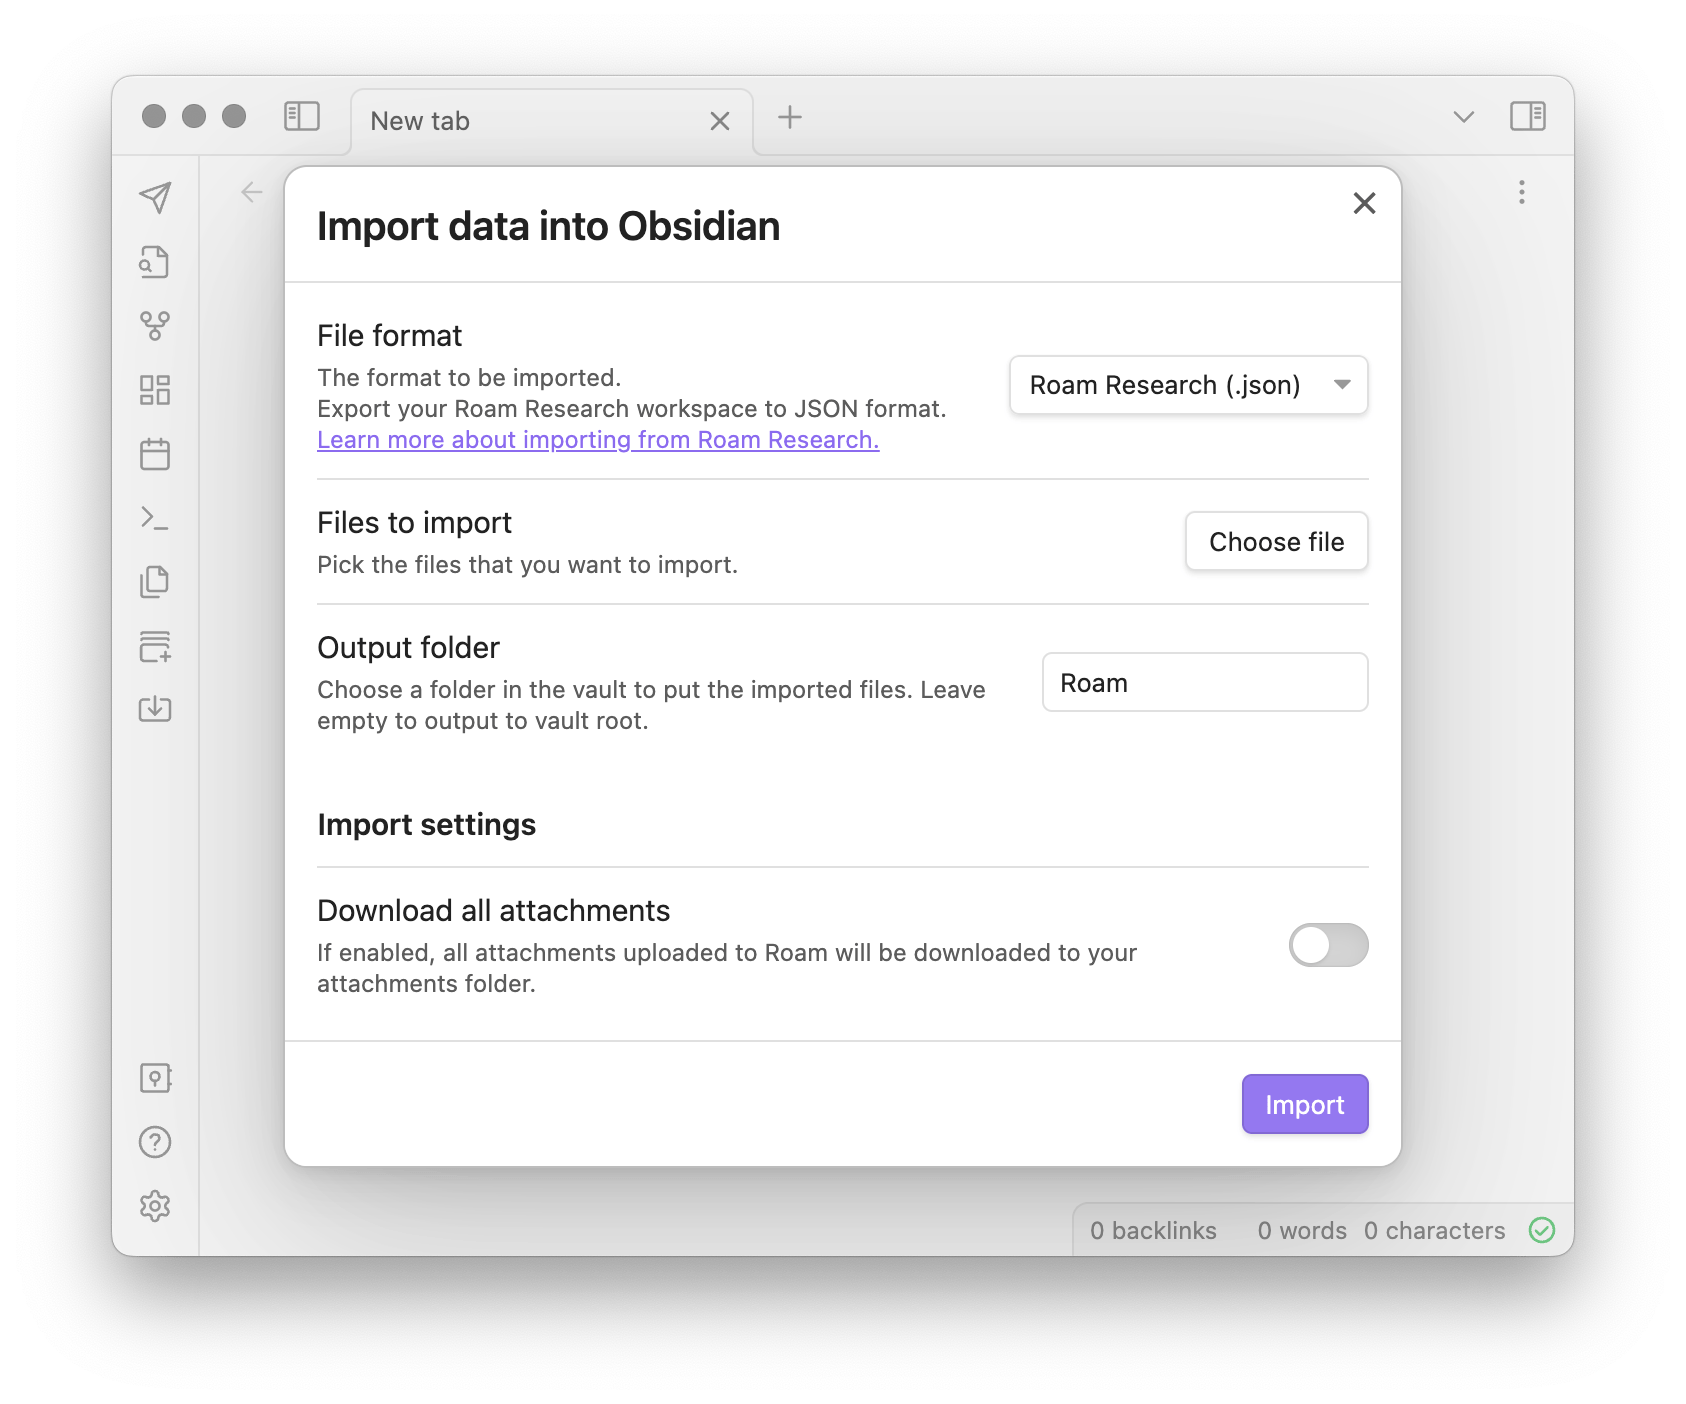 New tab
Import data into Obsidian
File format
The format to be imported.
Export your Roam Research workspace to JSON format.
Learn more about importing from Roam Research.
Roam Research (.json)
Files to import
Pick the files that you want to import.
Choose file
Output folder
Choose a folder in the vault to put the imported files. Leave
empty to output to vault root.
Roam
Import settings
Download all attachments
If enabled, all attachments uploaded to Roam will be downloaded to your
attachments folder.
Import
0 backlinks 0 words 0 characters